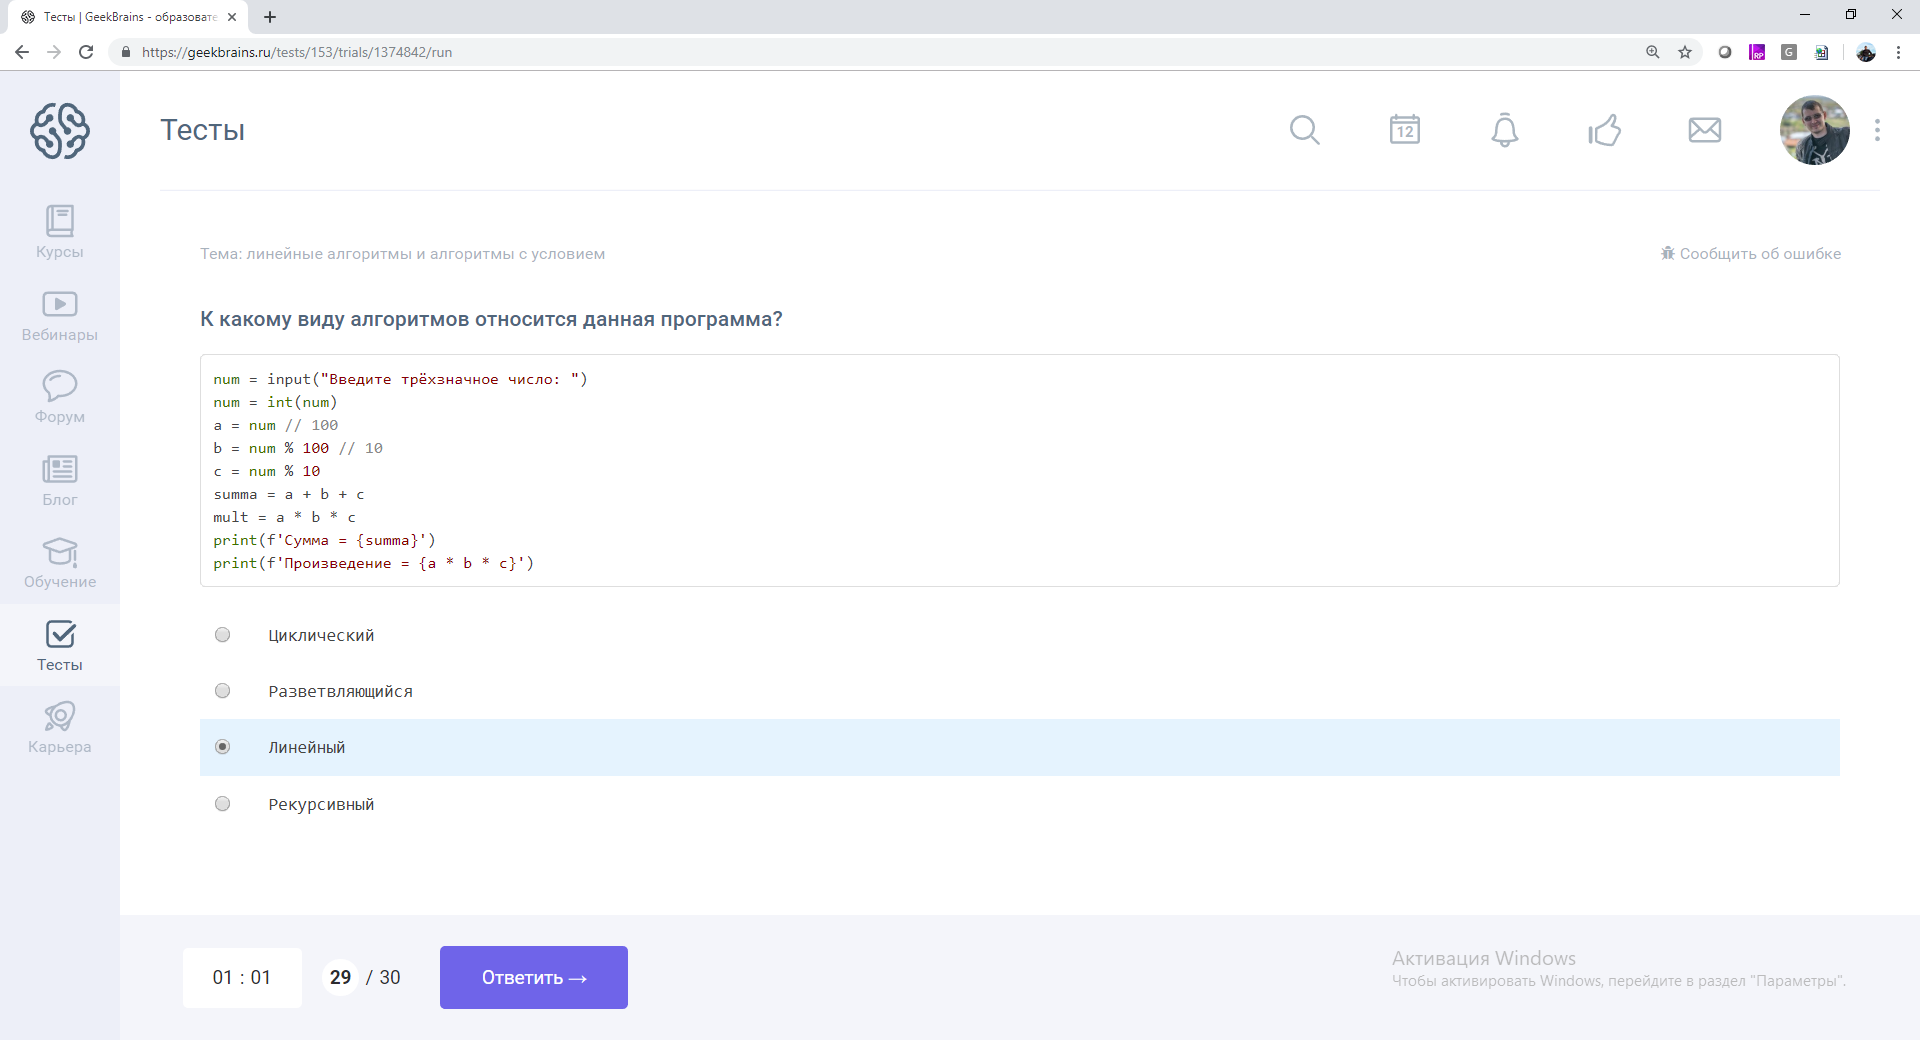 Тесты | GeekBrains - образовате
https://geekbrains.ru/tests/153/trials/1374842/run
RP
G
Тесты
12
Курсы
Вебинары
Форум
Блог
Обучение
Тесты
Карьера
Тема: линейные алгоритмы и алгоритмы с условием
Сообщить об ошибке
К какому виду алгоритмов относится данная программа?
num = input("Введите трёхзначное число: ")
num = int(num)
a = num // 100
b = num % 100 // 10
c = num % 10
summa = a + b + c
mult = a * b * c
print(f'Сумма = {summa}')
print(f'Произведение = {a * b * c}')
Циклический
Разветвляющийся
Линейный
Рекурсивный
01 : 01
29 / 30
Ответить →
Активация Windows
Чтобы активировать Windows, перейдите в раздел "Параметры".